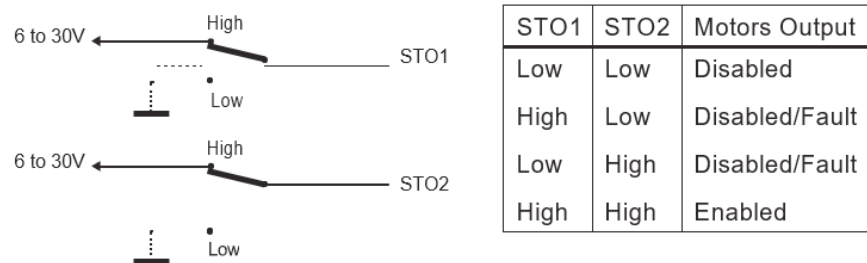 High
6 to 30V
STO1
Low
High
6 to 30V
STO2
Low
STO1 STO2 Motors Output
Low Low Disabled
High Low Disabled/Fault
Low High Disabled/Fault
High High Enabled